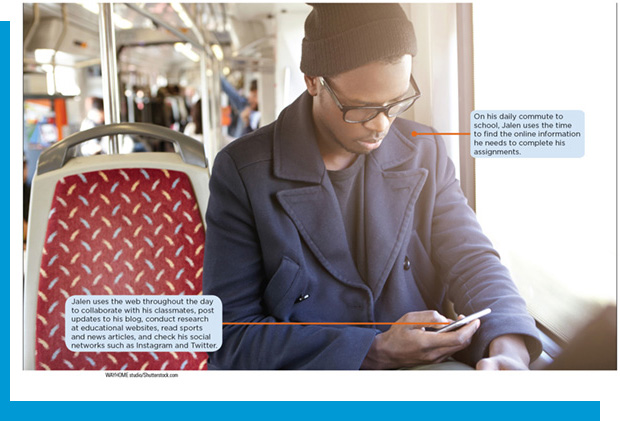 On his daily commute to
school, Jalen uses the time
to find the online information
he needs to complete his
assignments.
Jalen uses the web throughout the day
to collaborate with his classmates, post
updates to his blog, conduct research
at educational websites, read sports
and news articles, and check his social
networks such as Instagram and Twitter.
WAYHOME studio/Shutterstock.com